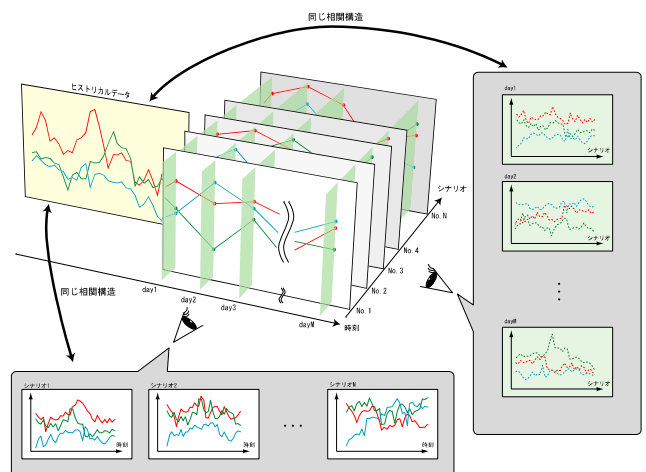 同じ相関構造
ヒストリカルデータ
day1
シナリオ
day2
シナリオ
dayM
シナリオ
シナリオ
No. N
No. 4
No. 3
No. 2
No. 1
時刻
day1
day2
day3
dayM
同じ相関構造
シナリオ1
時刻
シナリオ2
時刻
シナリオN
時刻